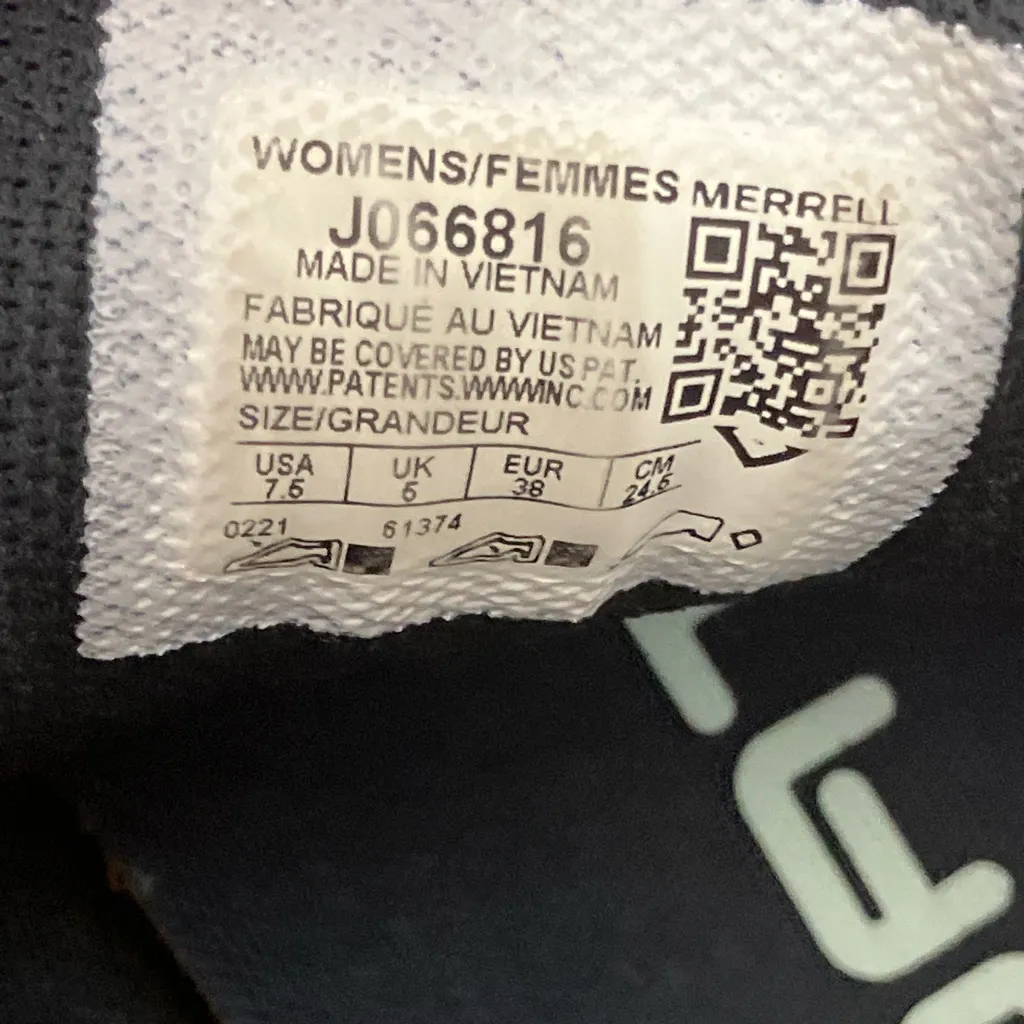 WOMENS/FEMMES MERRELL
J066816
MADE IN VIETNAM
FABRIQUÉ AU VIETNAM
MAY BE COVERED BY US PAT.
WWW.PATENTS.WWWINC.COM
SIZE/GRANDEUR
USA UK EUR CM
7.5 5 38 24.5
0221 61374